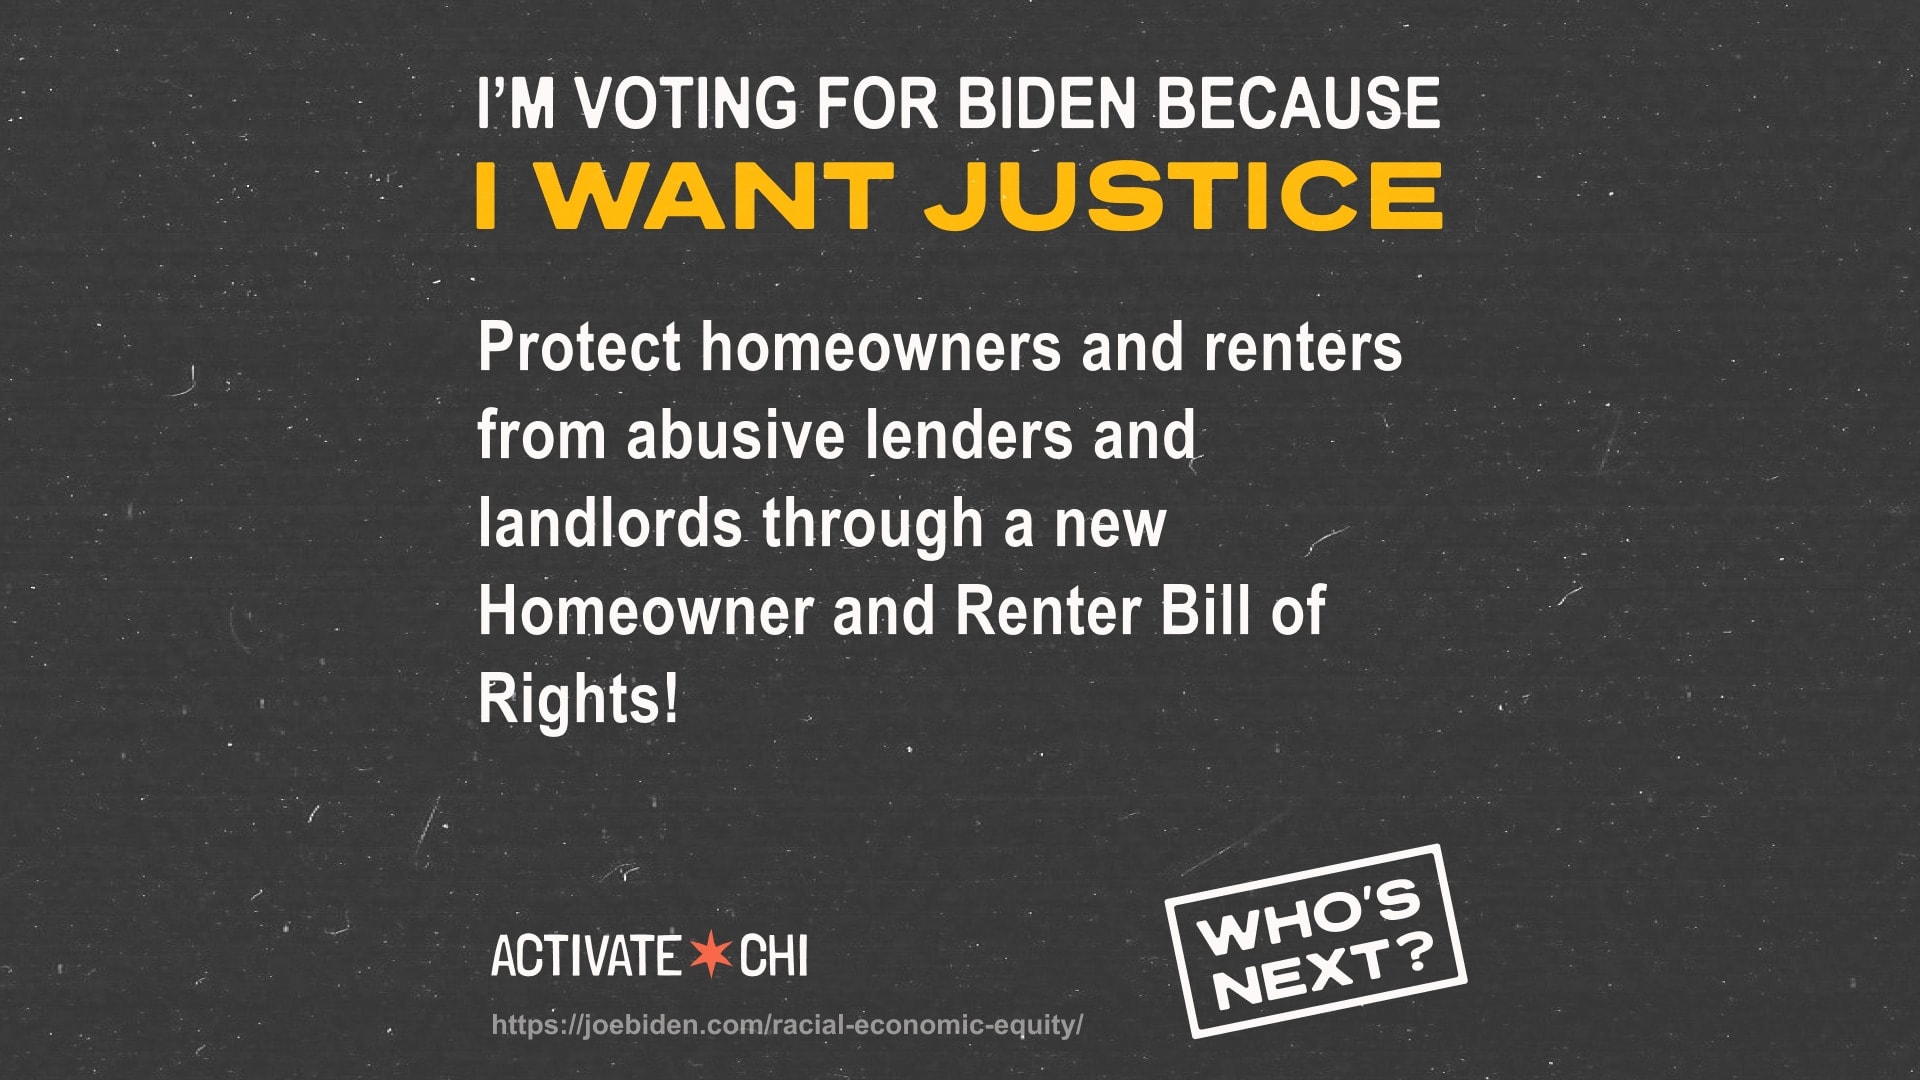 I’M VOTING FOR BIDEN BECAUSE
I WANT JUSTICE
Protect homeowners and renters
from abusive lenders and
landlords through a new
Homeowner and Renter Bill of
Rights!
ACTIVATE CHI
https://joebiden.com/racial-economic-equity/
WHO’S
NEXT?